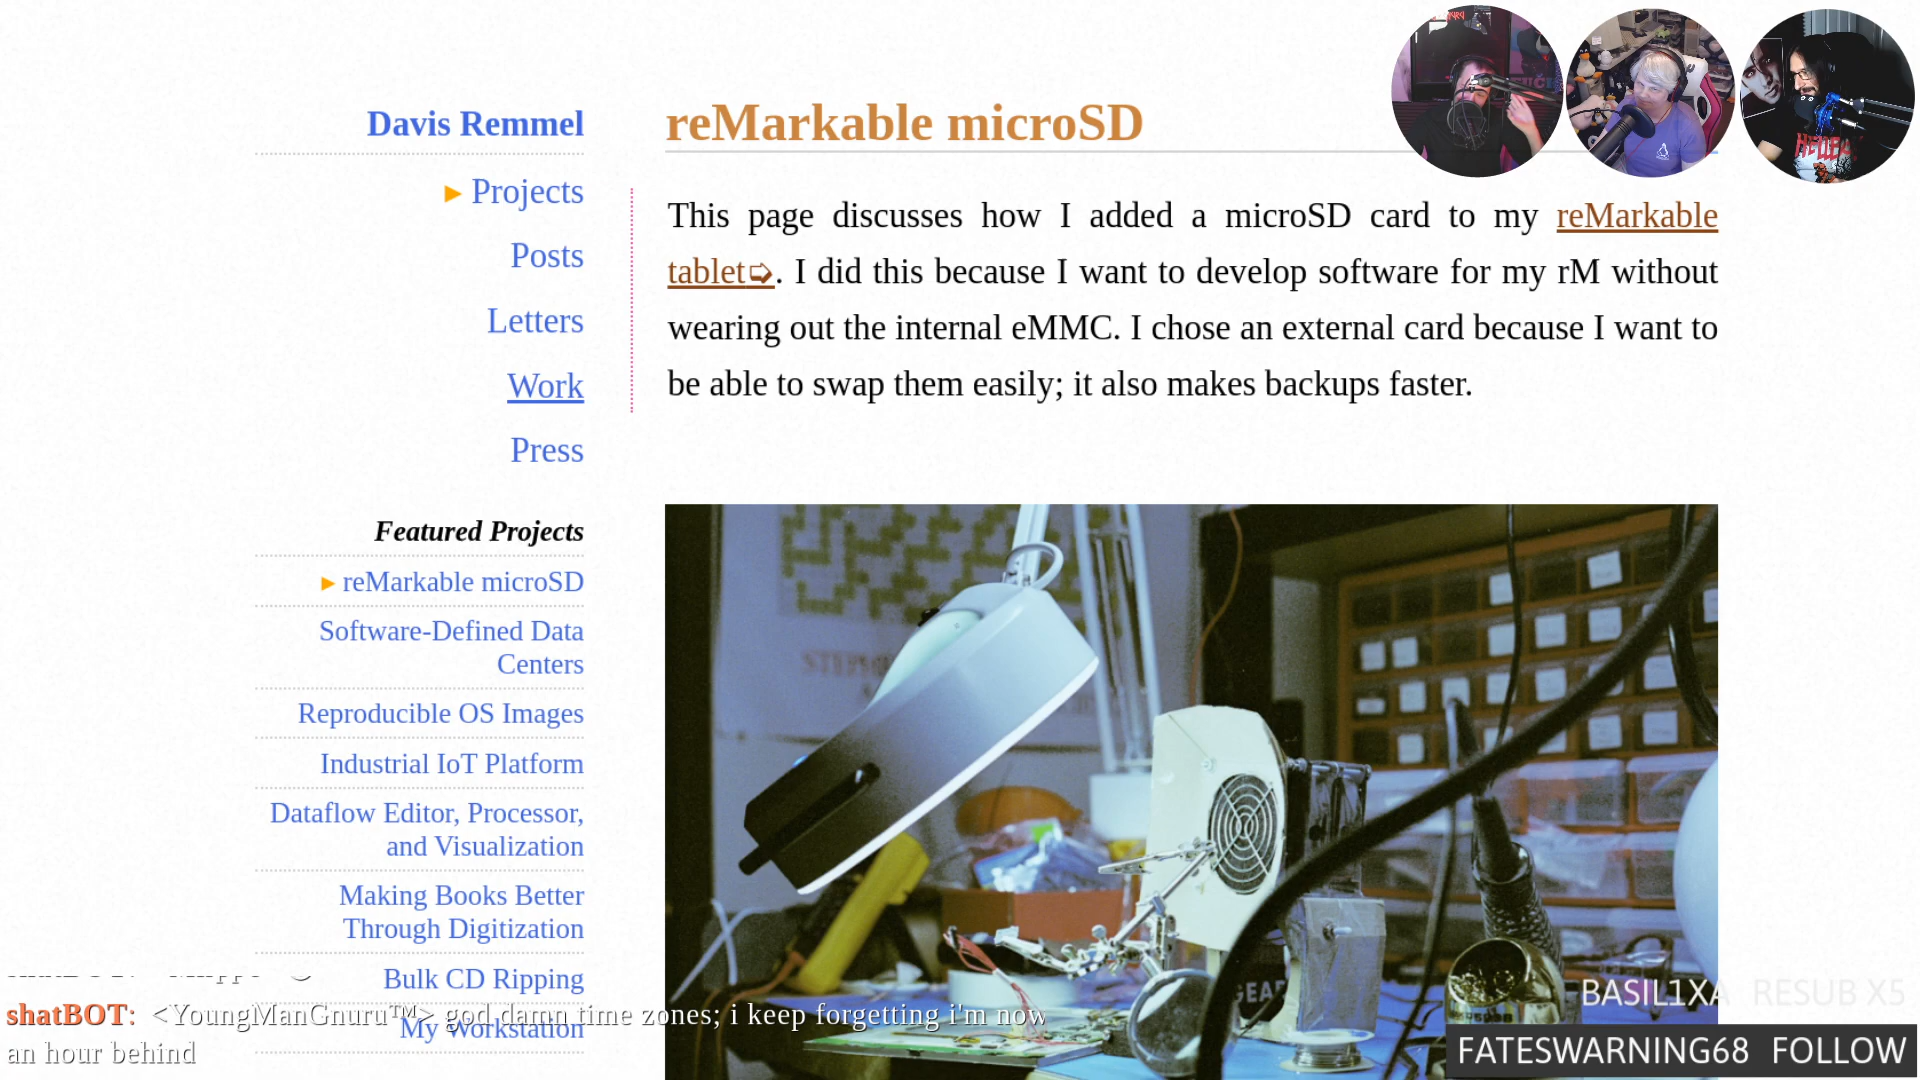 Davis Remmel
Projects
Posts
Letters
Work
Press
Featured Projects
reMarkable microSD
Software-Defined Data
Centers
Reproducible OS Images
Industrial IoT Platform
Dataflow Editor, Processor,
and Visualization
Making Books Better
Through Digitization
Bulk CD Ripping
My Workstation
reMarkable microSD
This page discusses how I added a microSD card to my reMarkable
tablet➭. I did this because I want to develop software for my rM without
wearing out the internal eMMC. I chose an external card because I want to
be able to swap them easily; it also makes backups faster.
GEAR
shatBOT: <YoungManGnuru™> god damn time zones; i keep forgetting i'm now
an hour behind
BASIL1XA RESUB X5
FATESWARNING68 FOLLOW